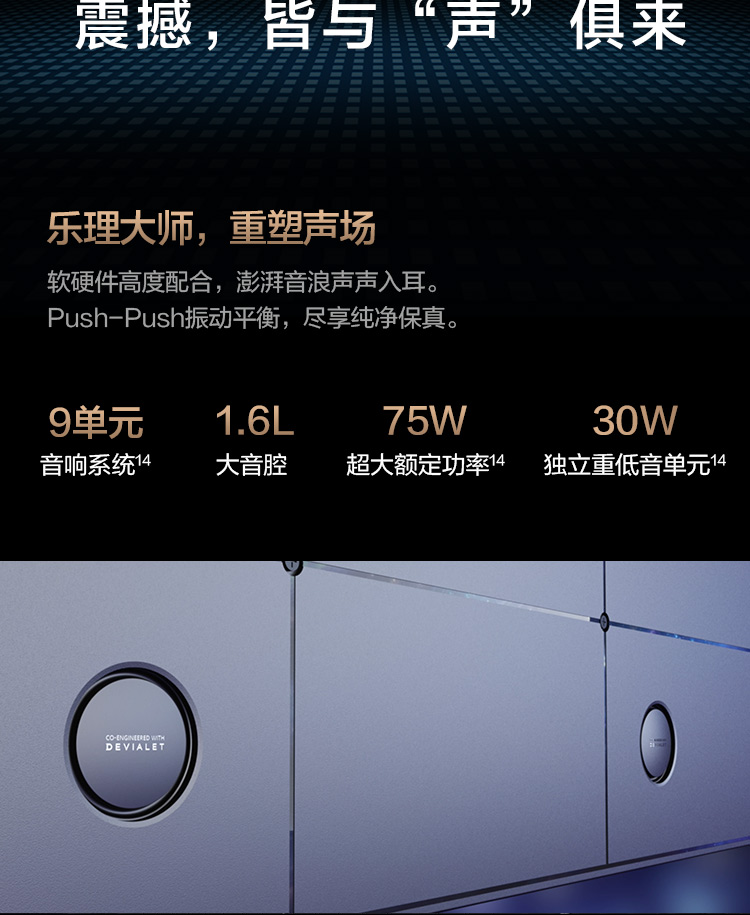 震撼，皆与“声”俱来
乐理大师，重塑声场
软硬件高度配合，澎湃音浪声声入耳。
Push-Push振动平衡，尽享纯净保真。
9单元 1.6L 75W 30W
音响系统14 大音腔 超大额定功率14 独立重低音单元14
CO-ENGINEERED WITH
DEVIALET